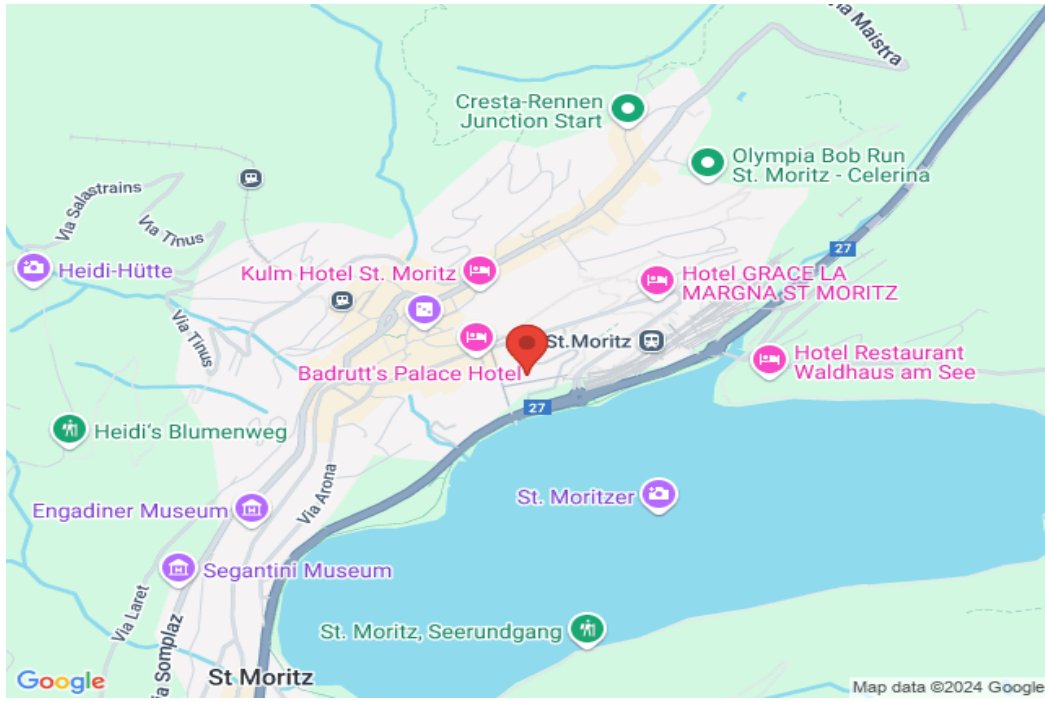 Via Maistra
Cresta-Rennen
Junction Start
Olympia Bob Run
St. Moritz - Celerina
Via Salastrains
Via Tinus
27
Heidi-Hütte
Kulm Hotel St. Moritz
Hotel GRACE LA
MARGNA ST MORITZ
Via Tinus
St.Moritz
Badrutt's Palace Hotel
Hotel Restaurant
Waldhaus am See
27
Heidi's Blumenweg
Via Arona
St. Moritzer
Engadiner Museum
Segantini Museum
Via Laret
Via Somplaz
St. Moritz, Seerundgang
St Moritz
Google
Map data ©2024 Google